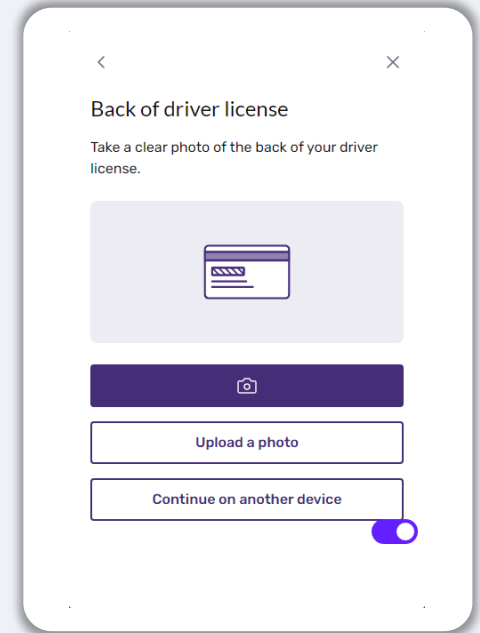 Back of driver license
Take a clear photo of the back of your driver
license.
Upload a photo
Continue on another device